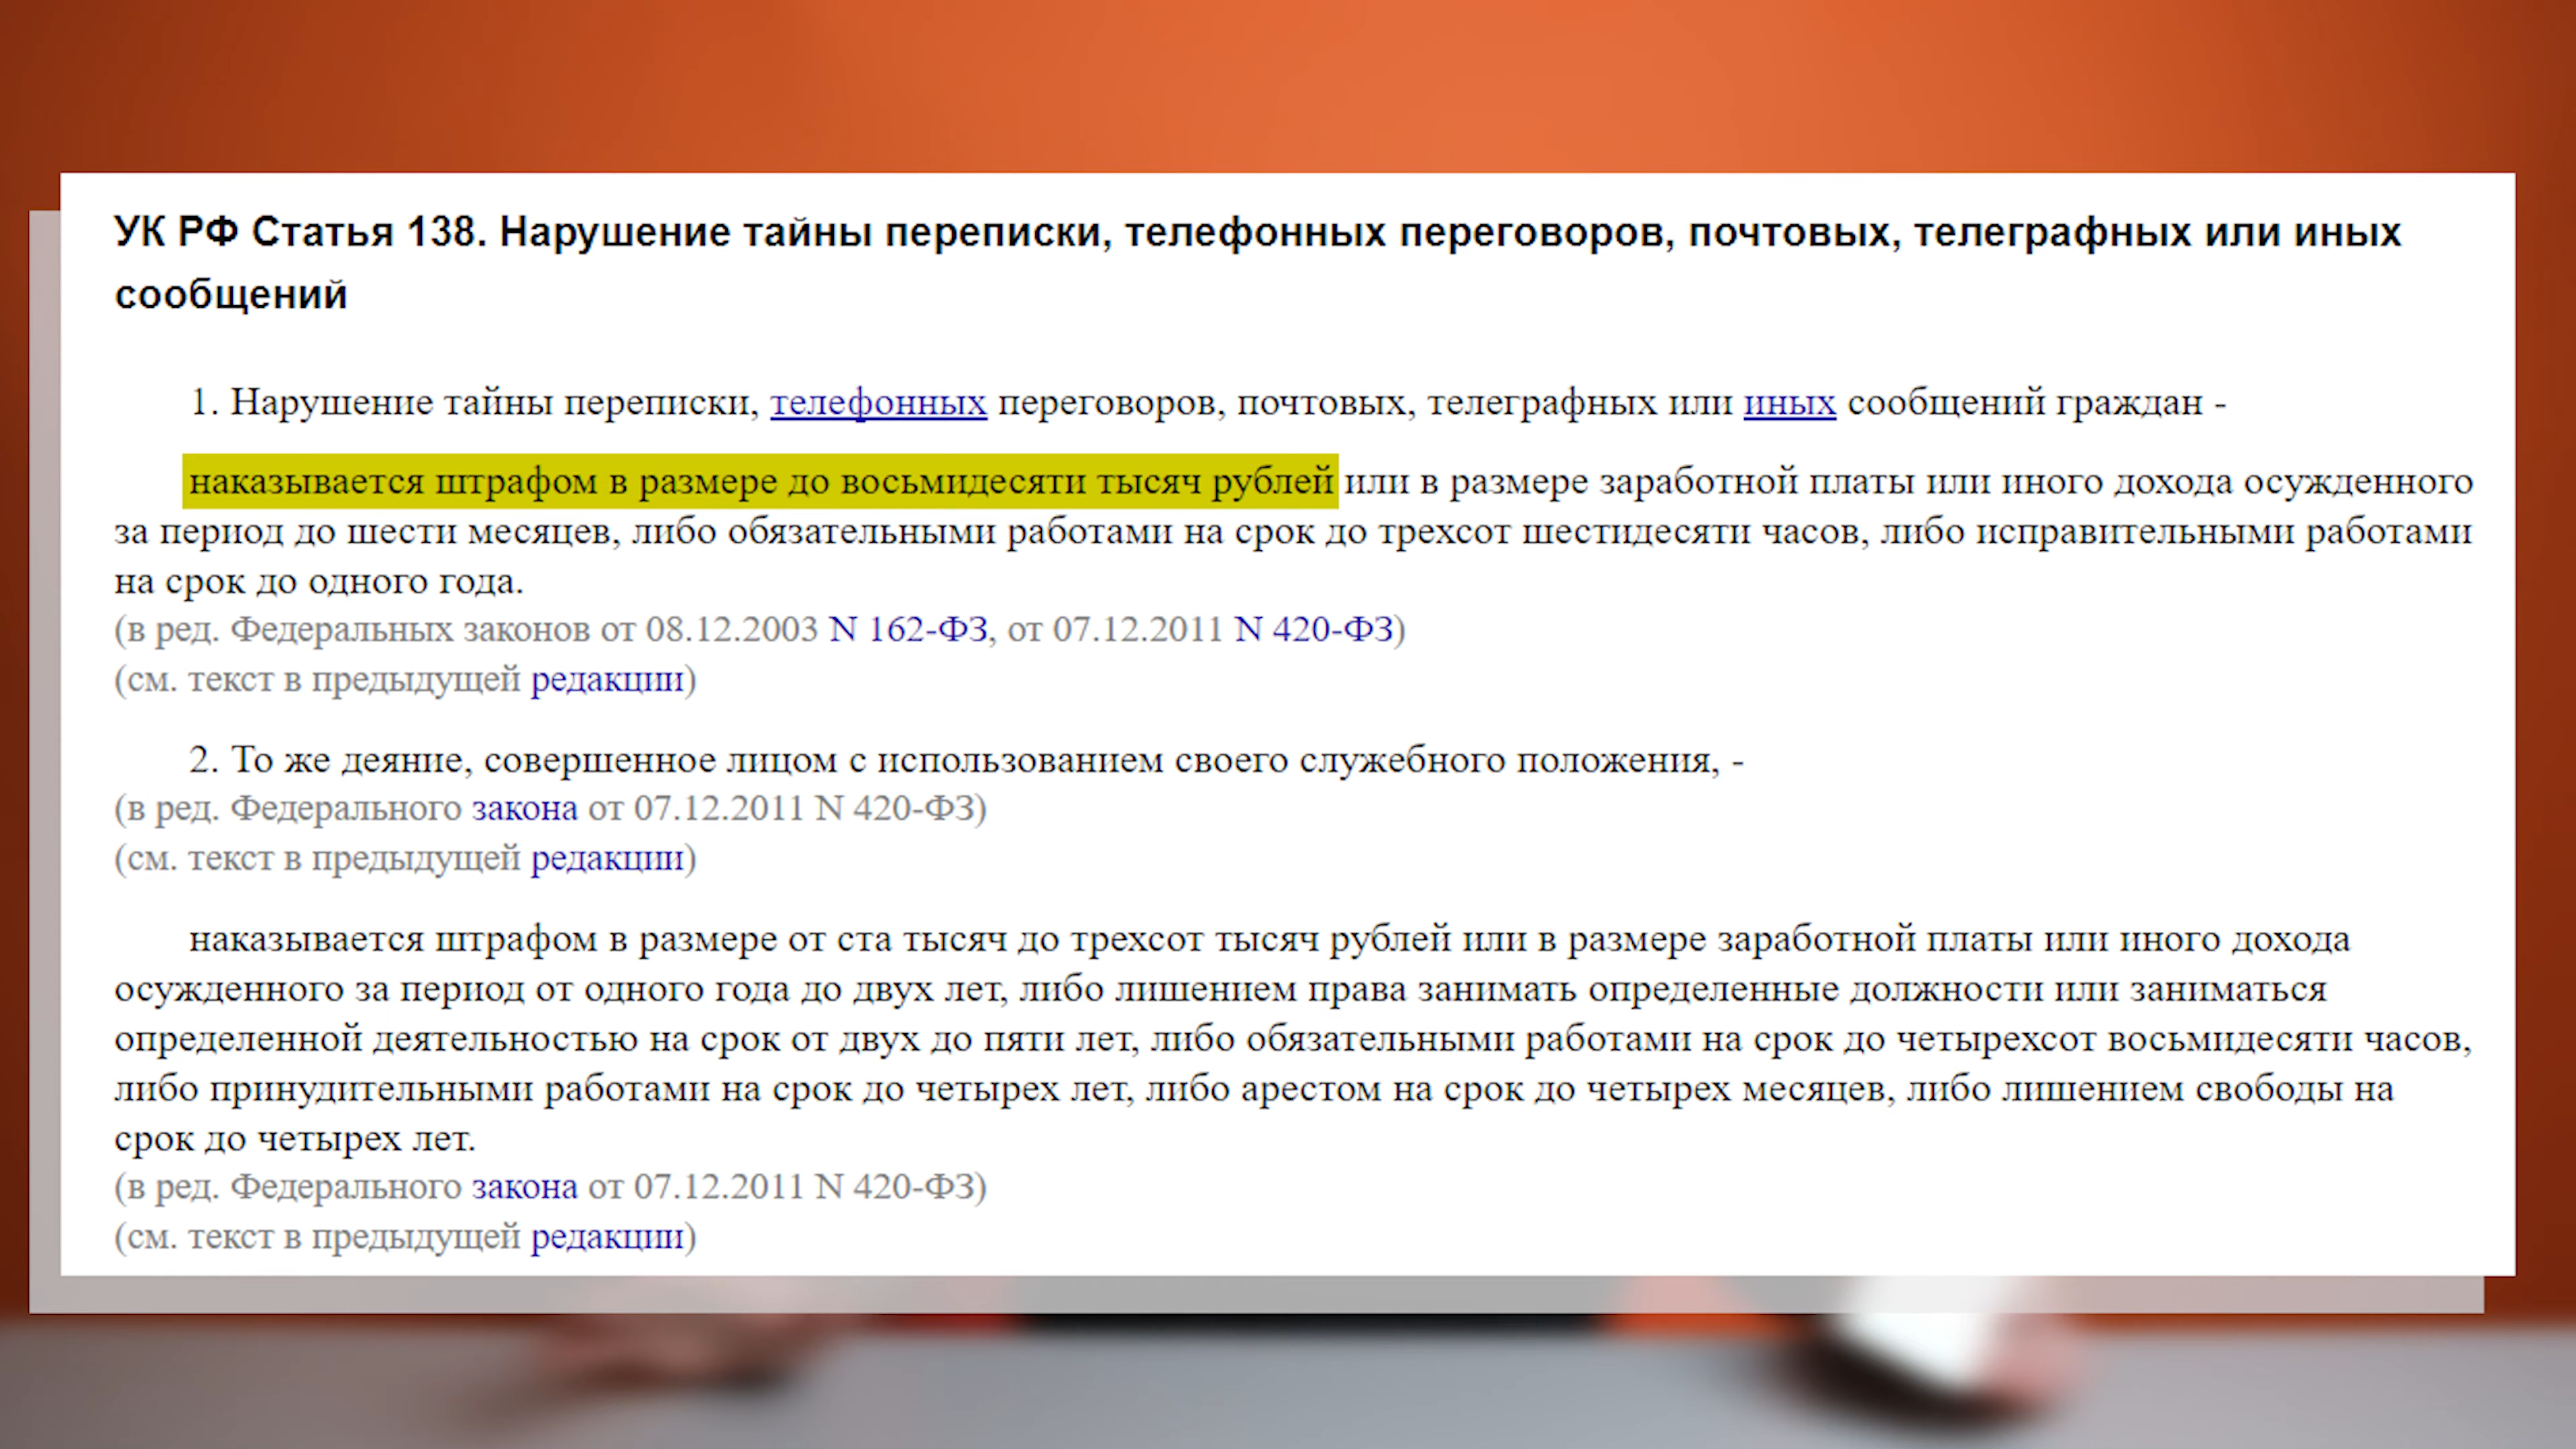 УК РФ Статья 138. Нарушение тайны переписки, телефонных переговоров, почтовых, телеграфных или иных
сообщений
1. Нарушение тайны переписки, телефонных переговоров, почтовых, телеграфных или иных сообщений граждан -
наказывается штрафом в размере до восьмидесяти тысяч рублей или в размере заработной платы или иного дохода осужденного
за период до шести месяцев, либо обязательными работами на срок до трехсот шестидесяти часов, либо исправительными работами
на срок до одного года.
(в ред. Федеральных законов от 08.12.2003 N 162-ФЗ, от 07.12.2011 N 420-ФЗ)
(см. текст в предыдущей редакции)
2. То же деяние, совершенное лицом с использованием своего служебного положения, -
(в ред. Федерального закона от 07.12.2011 N 420-ФЗ)
(см. текст в предыдущей редакции)
наказывается штрафом в размере от ста тысяч до трехсот тысяч рублей или в размере заработной платы или иного дохода
осужденного за период от одного года до двух лет, либо лишением права занимать определенные должности или заниматься
определенной деятельностью на срок от двух до пяти лет, либо обязательными работами на срок до четырехсот восьмидесяти часов,
либо принудительными работами на срок до четырех лет, либо арестом на срок до четырех месяцев, либо лишением свободы на
срок до четырех лет.
(в ред. Федерального закона от 07.12.2011 N 420-ФЗ)
(см. текст в предыдущей редакции)